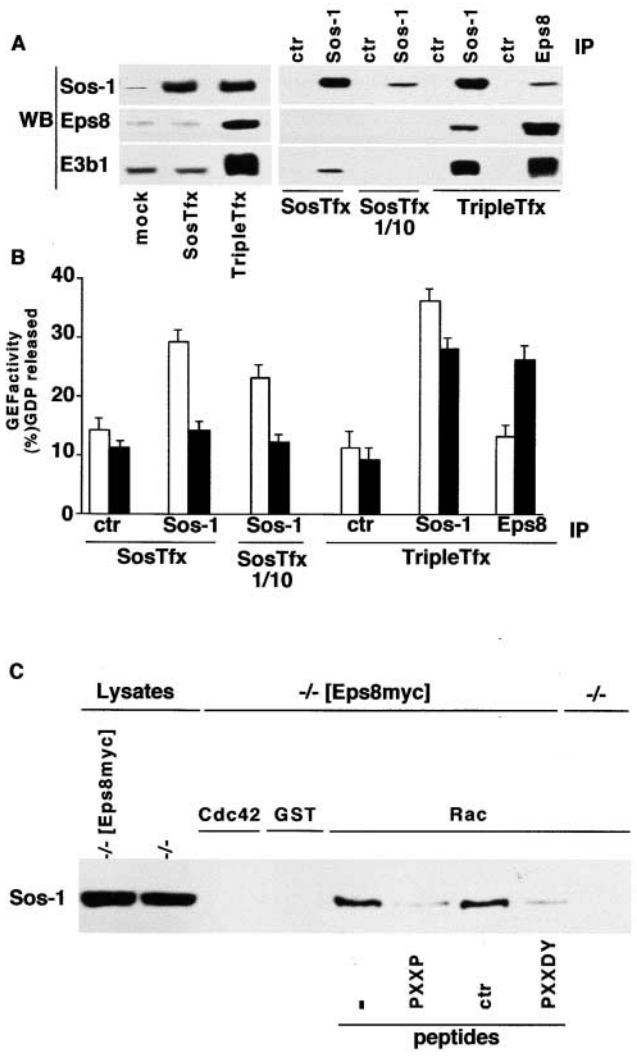 A
ctr Sos-1 ctr Sos-1 ctr Sos-1 ctr Eps8 IP
WB
Sos-1
Eps8
E3b1
mock SosTfx TripleTfx
SosTfx SosTfx 1/10 TripleTfx
B
GEFactivity
(%)GDP released
40
30
20
10
0
ctr Sos-1 Sos-1 ctr Sos-1 Eps8 IP
SosTfx SosTfx TripleTfx
1/10
C
Lysates -/- [Eps8myc] -/-
-/- [Eps8myc] -/-
Cdc42 GST Rac
Sos-1
- PXXP ctr PXXDY
peptides